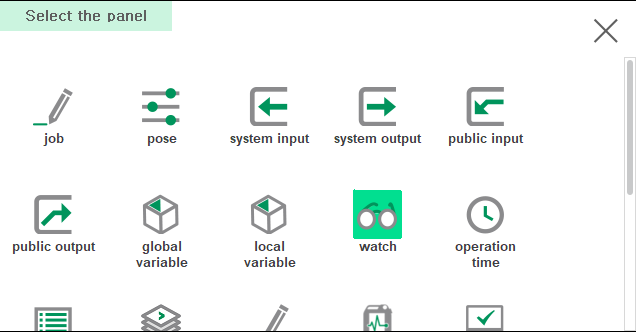 Select the panel
job
pose
system input
system output
public input
public output
global
variable
local
variable
watch
operation
time